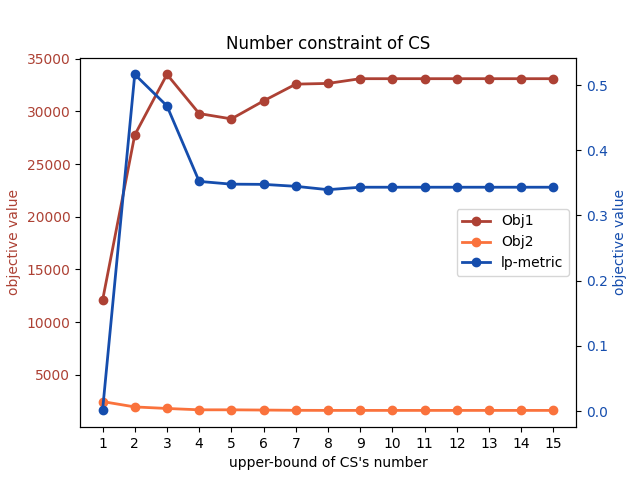 Number constraint of CS
35000
30000
25000
20000
15000
10000
5000
objective value
0.5
0.4
0.3
0.2
0.1
0.0
objective value
Obj1
Obj2
lp-metric
1 2 3 4 5 6 7 8 9 10 11 12 13 14 15
upper-bound of CS's number